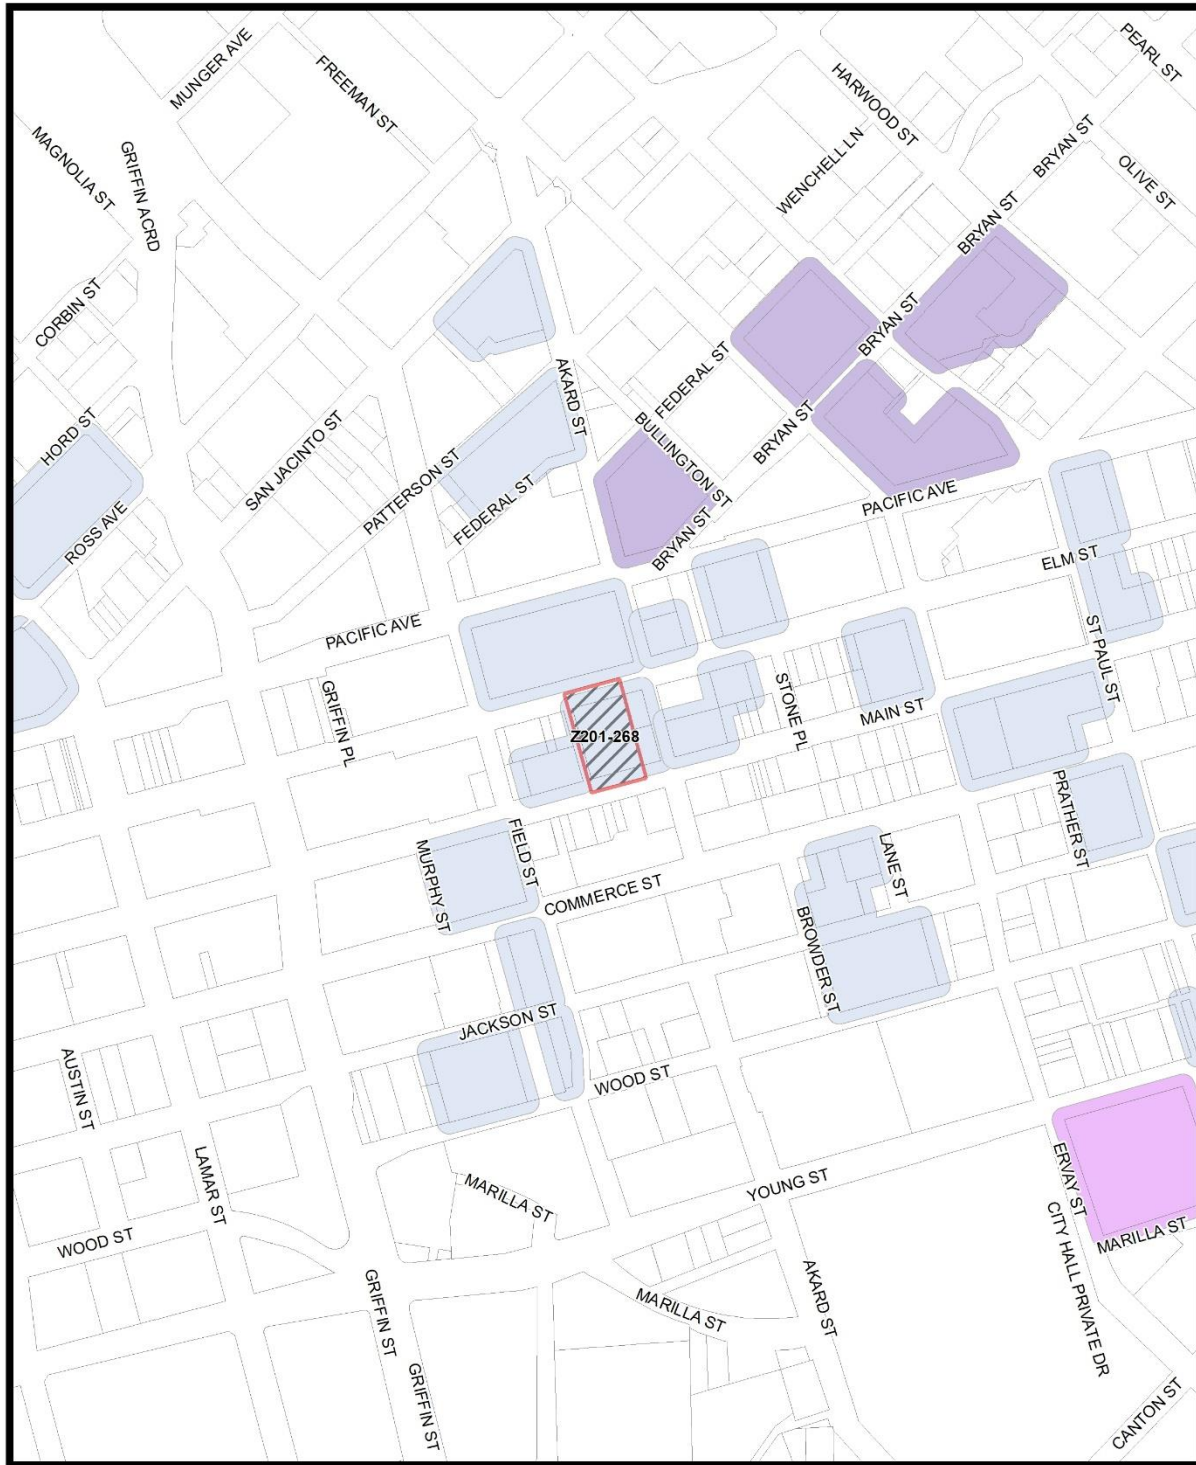 PEARL ST
MUNGER AVE
FREEMAN ST
HARWOOD ST
MAGNOLIA ST
GRIFFIN ACRD
WENCHELL LN
BRYAN ST
OLIVE ST
BRYAN ST
CORBIN ST
BRYAN ST
FEDERAL ST
AKARD ST
HORD ST
SAN JACINTO ST
BULLINGTON ST
BRYAN ST
PATTERSON ST
ROSS AVE
FEDERAL ST
PACIFIC AVE
BRYAN ST
ELM ST
PACIFIC AVE
ST PAUL ST
GRIFFIN PL
STONE PL
MAIN ST
Z201-268
PRATHER ST
MURPHY ST
FIELD ST
LANE ST
COMMERCE ST
BROWDER ST
JACKSON ST
WOOD ST
AUSTIN ST
LAMAR ST
MARILLA ST
YOUNG ST
ERVAY ST
WOOD ST
MARILLA ST
CITY HALL PRIVATE DR
GRIFFIN ST
MARILLA ST
AKARD ST
GRIFFIN ST
CANTON ST